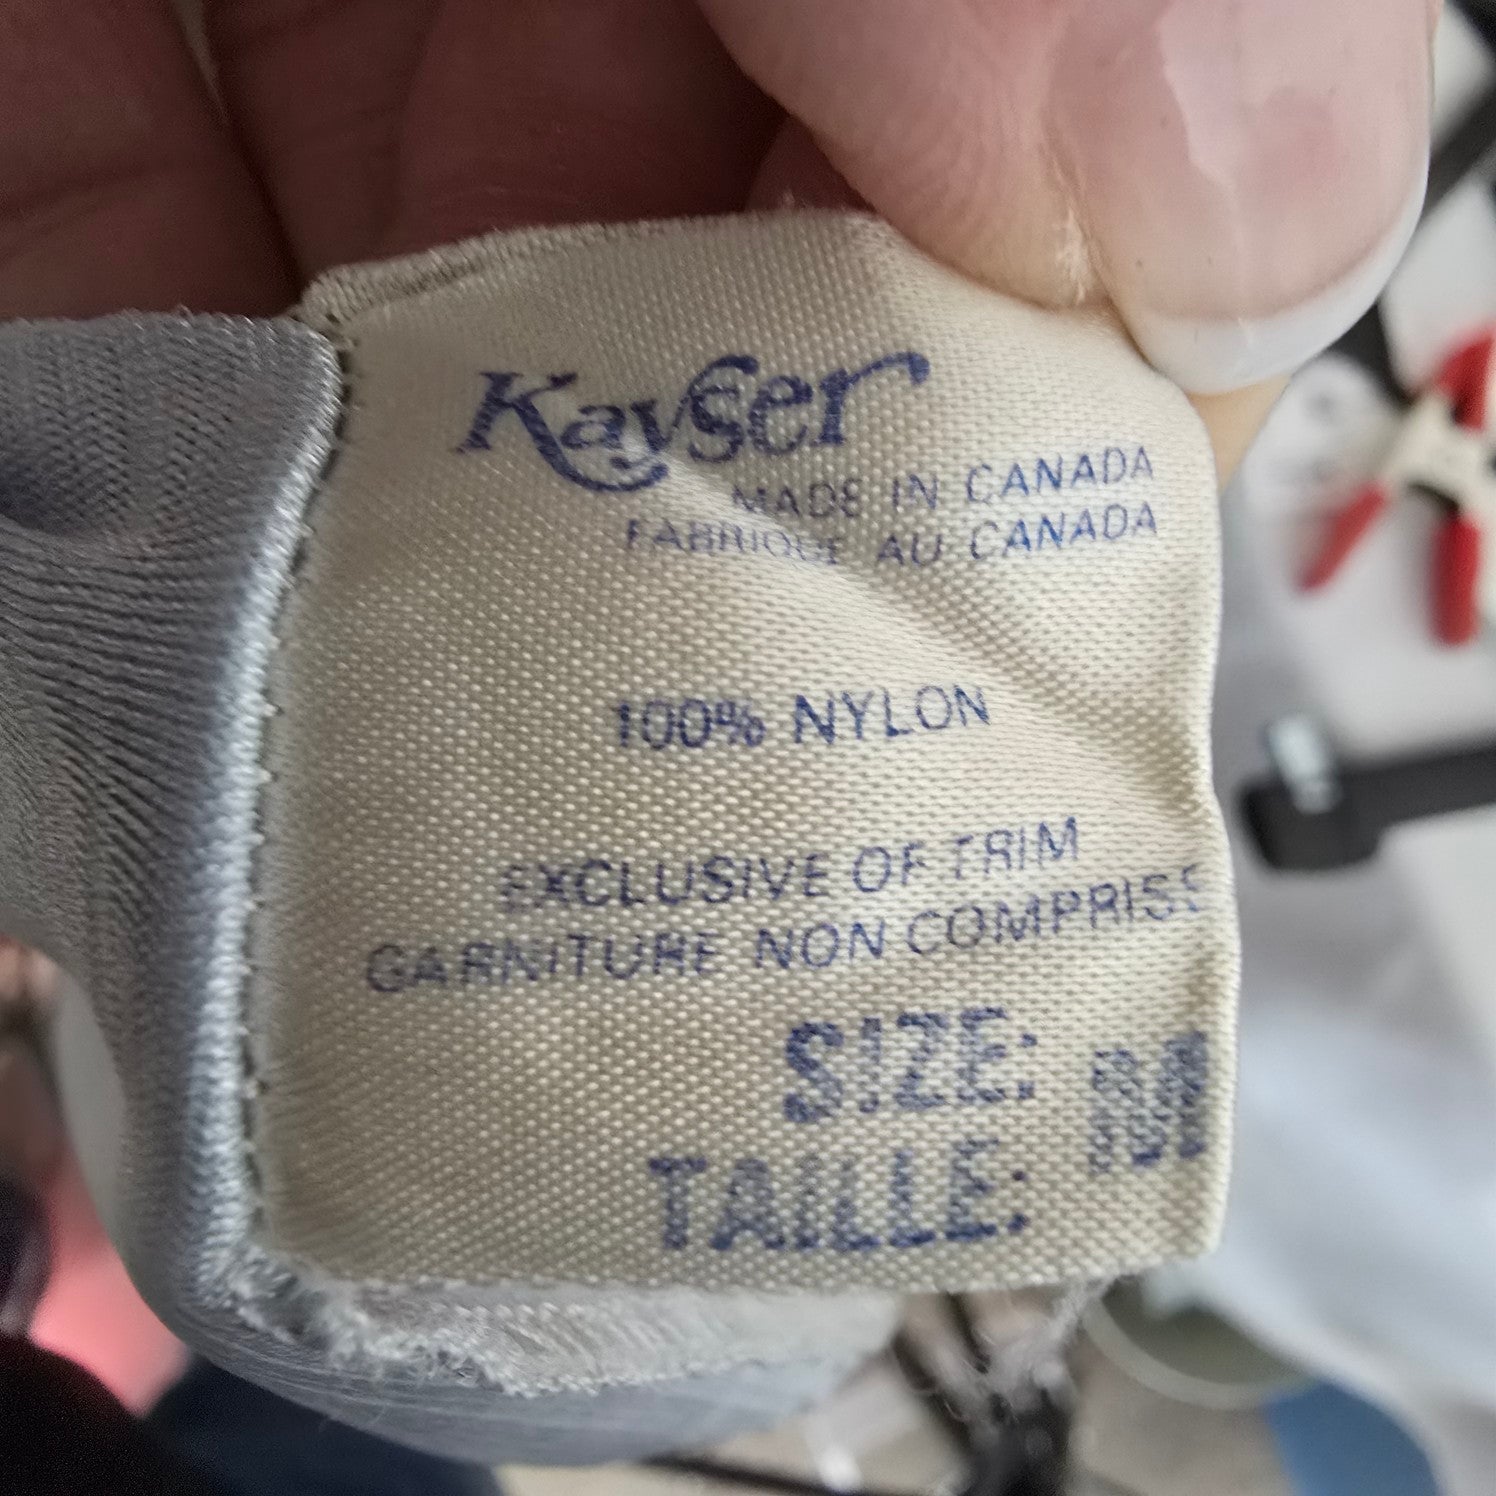 Kayser
MADE IN CANADA
FABRIQUE AU CANADA
100% NYLON
EXCLUSIVE OF TRIM
GARNITURE NON COMPRISE
SIZE: M
TAILLE: